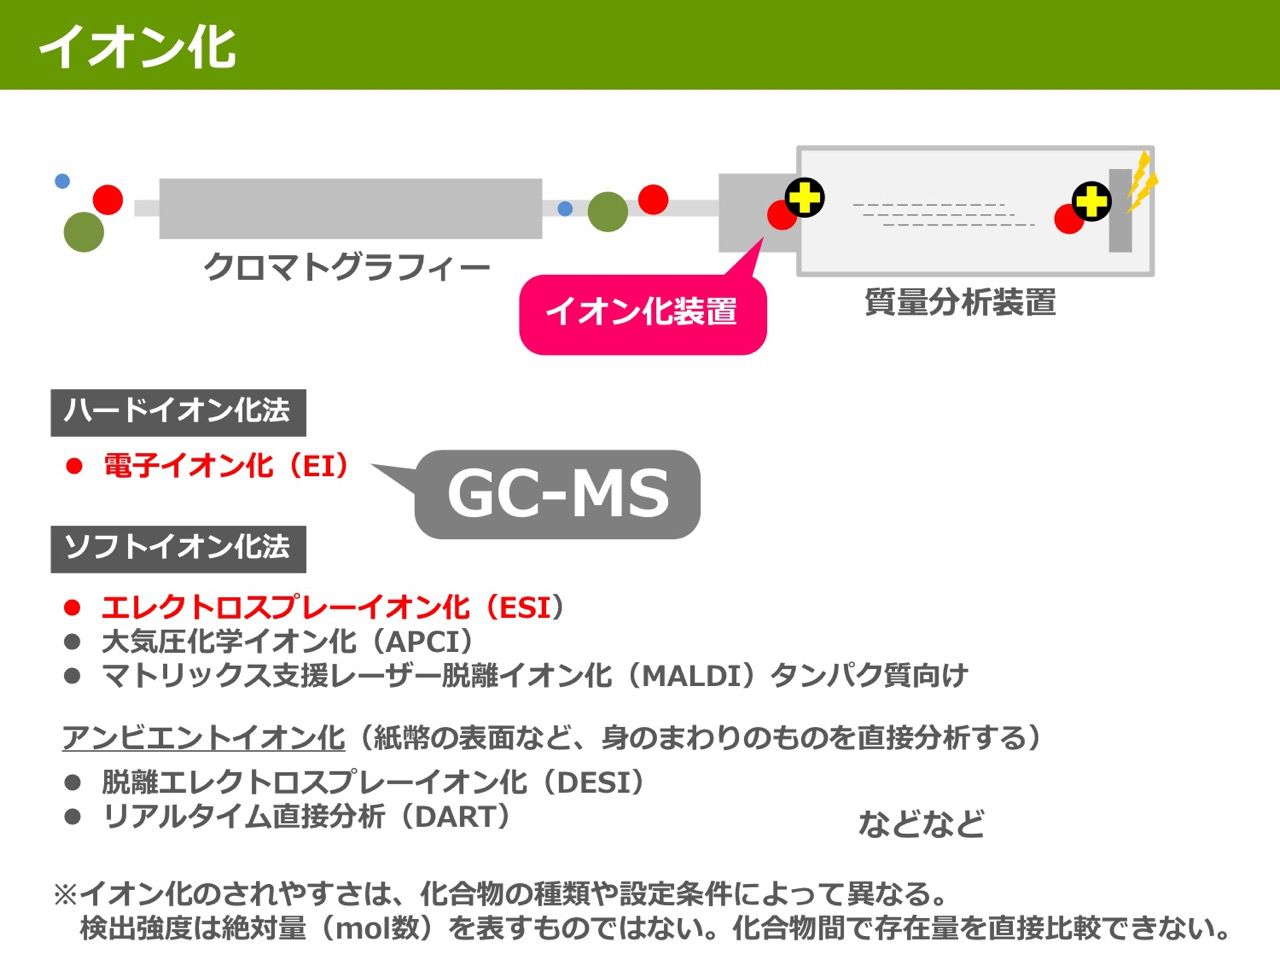 イオン化
クロマトグラフィー
イオン化装置
質量分析装置
ハードイオン化法
● 電子イオン化（EI）
GC-MS
ソフトイオン化法
● エレクトロスプレーイオン化（ESI）
● 大気圧化学イオン化（APCI）
● マトリックス支援レーザー脱離イオン化（MALDI）タンパク質向け
アンビエントイオン化（紙幣の表面など、身のまわりのものを直接分析する）
● 脱離エレクトロスプレーイオン化（DESI）
● リアルタイム直接分析（DART）
などなど
※イオン化のされやすさは、化合物の種類や設定条件によって異なる。
検出強度は絶対量（mol数）を表すものではない。化合物間で存在量を直接比較できない。